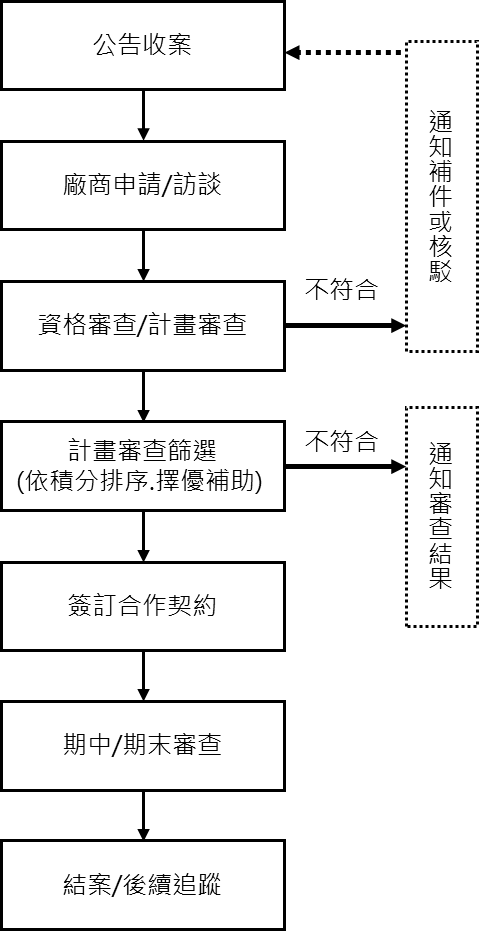 公告收案
廠商申請/訪談
資格審查/計畫審查
不符合
通知補件或核駁
計畫審查篩選
(依積分排序.擇優補助)
不符合
通知審查結果
簽訂合作契約
期中/期末審查
結案/後續追蹤